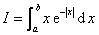 I = ∫_a^b x e^{-|x|} dx